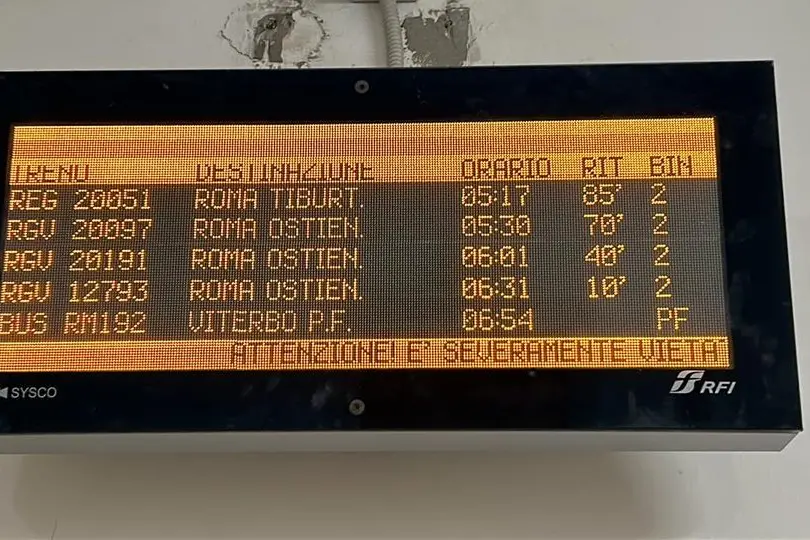 TRENO DESTINAZIONE ORARIO RIT BIN
REG 20051 ROMA TIBURT. 05:17 85' 2
RGV 20097 ROMA OSTIEN. 05:30 70' 2
RGV 20191 ROMA OSTIEN. 06:01 40' 2
RGV 12793 ROMA OSTIEN. 06:31 10' 2
BUS RM192 VITERBO P.F. 06:54 PF
ATTENZIONE! E' SEVERAMENTE VIETAT
SYSCO RFI